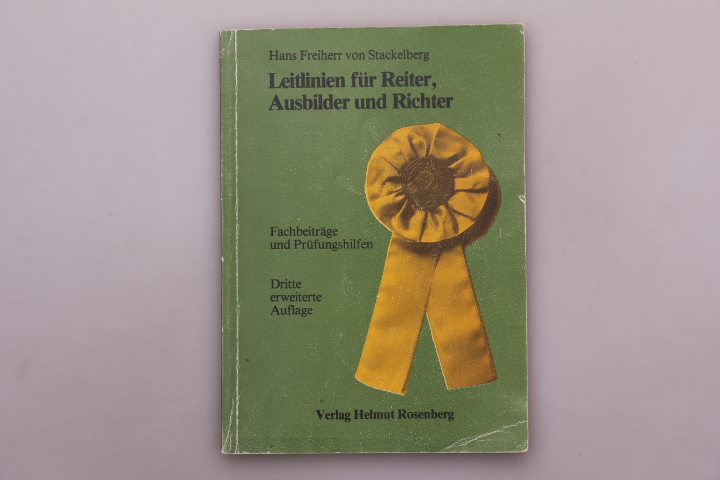 Hans Freiherr von Stackelberg
Leitlinien für Reiter,
Ausbilder und Richter
Fachbeiträge
und Prüfungshilfen
Dritte
erweiterte
Auflage
Verlag Helmut Rosenberg